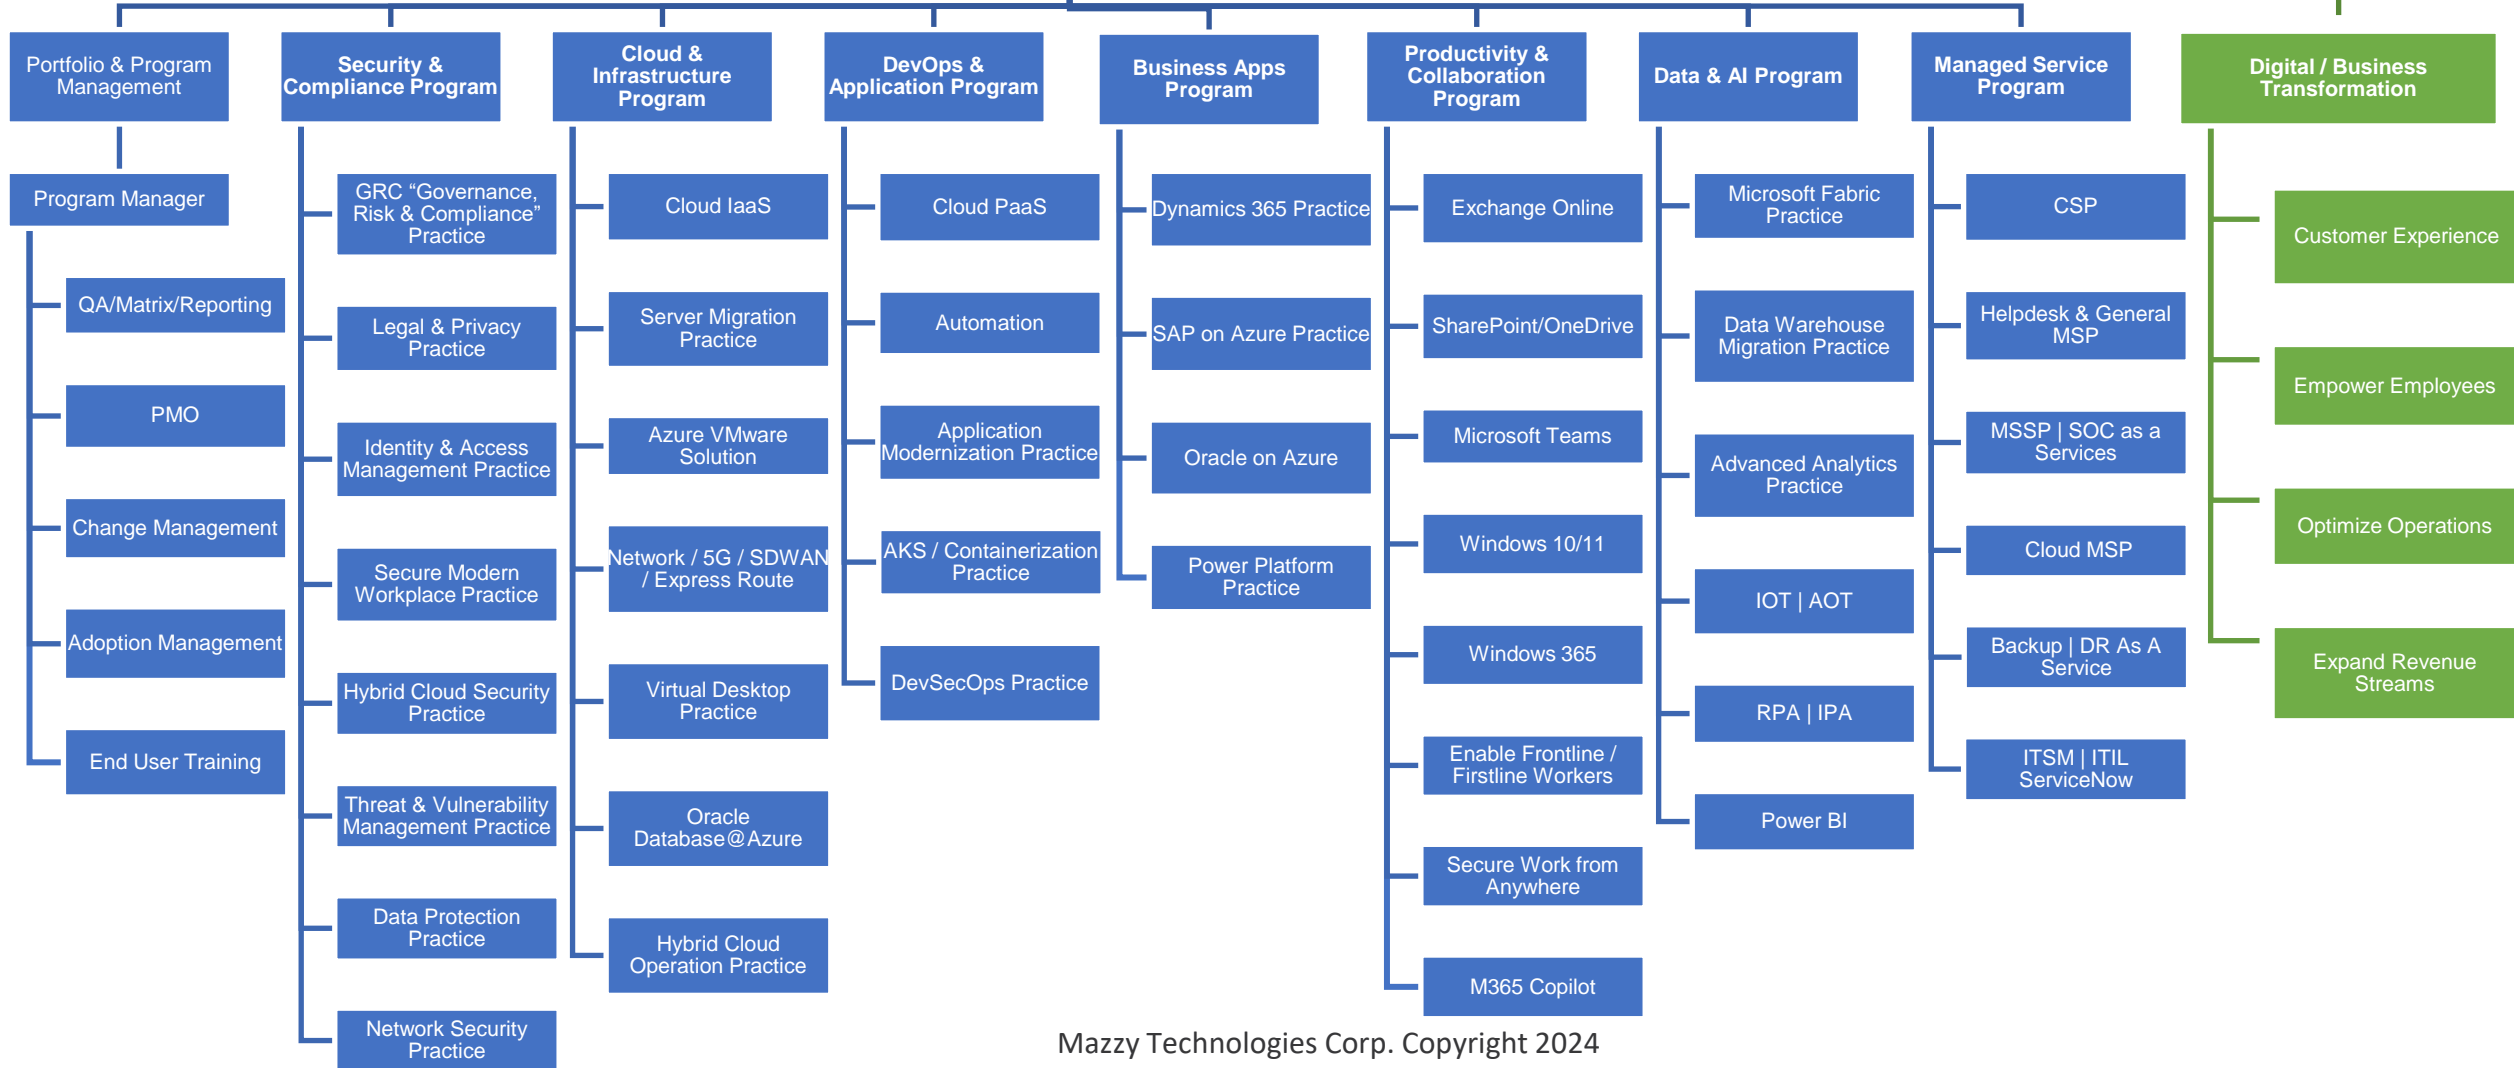 Portfolio & Program
Management
Program Manager
QA/Matrix/Reporting
PMO
Change Management
Adoption Management
End User Training
Security &
Compliance Program
GRC “Governance,
Risk & Compliance”
Practice
Legal & Privacy
Practice
Identity & Access
Management Practice
Secure Modern
Workplace Practice
Hybrid Cloud Security
Practice
Threat & Vulnerability
Management Practice
Data Protection
Practice
Network Security
Practice
Cloud &
Infrastructure
Program
Cloud IaaS
Server Migration
Practice
Azure VMware
Solution
Network / 5G / SDWAN
/ Express Route
Virtual Desktop
Practice
Oracle
Database@Azure
Hybrid Cloud
Operation Practice
DevOps &
Application Program
Cloud PaaS
Automation
Application
Modernization Practice
AKS / Containerization
Practice
DevSecOps Practice
Business Apps
Program
Dynamics 365 Practice
SAP on Azure Practice
Oracle on Azure
Power Platform
Practice
Productivity &
Collaboration
Program
Exchange Online
SharePoint/OneDrive
Microsoft Teams
Windows 10/11
Windows 365
Enable Frontline /
Firstline Workers
Secure Work from
Anywhere
M365 Copilot
Data & AI Program
Microsoft Fabric
Practice
Data Warehouse
Migration Practice
Advanced Analytics
Practice
IOT | AOT
RPA | IPA
Power BI
Managed Service
Program
CSP
Helpdesk & General
MSP
MSSP | SOC as a
Services
Cloud MSP
Backup | DR As A
Service
ITSM | ITIL
ServiceNow
Digital / Business
Transformation
Customer Experience
Empower Employees
Optimize Operations
Expand Revenue
Streams
Mazzy Technologies Corp. Copyright 2024